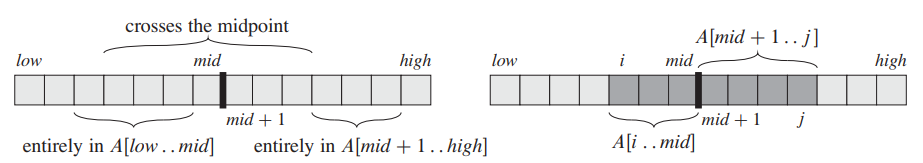 crosses the midpoint
low mid high
mid + 1
entirely in A[low . . mid] entirely in A[mid + 1 . . high]
A[mid + 1 . . j]
low i mid high
mid + 1 j
A[i . . mid]